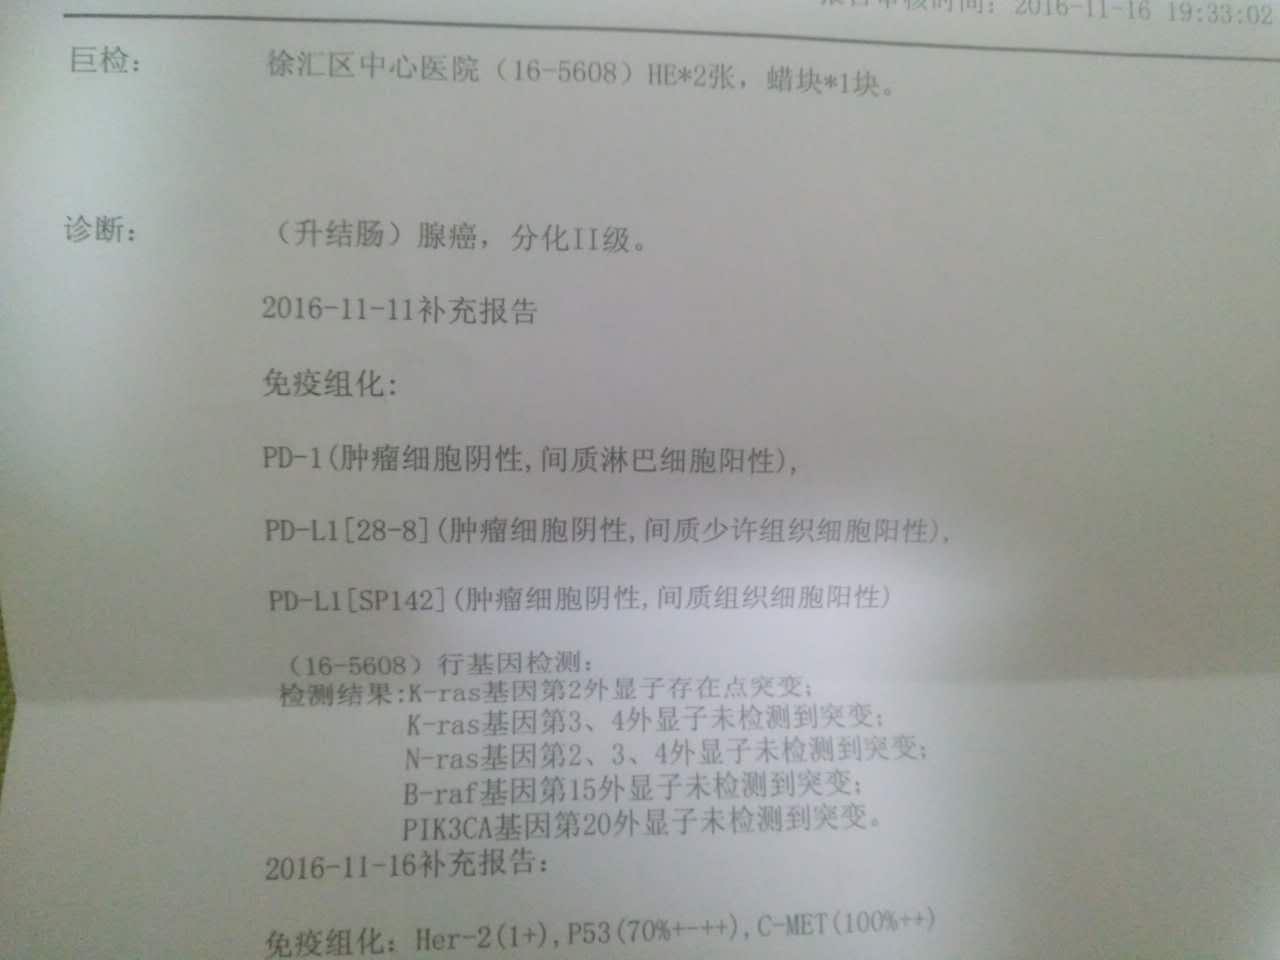 时间：2016-11-16 19:33:02
巨检： 徐汇区中心医院（16-5608）HE*2张，蜡块*1块。
诊断： （升结肠）腺癌，分化II级。
2016-11-11补充报告
免疫组化:
PD-1(肿瘤细胞阴性,间质淋巴细胞阳性),
PD-L1[28-8](肿瘤细胞阴性,间质少许组织细胞阳性),
PD-L1[SP142](肿瘤细胞阴性,间质组织细胞阳性)
（16-5608）行基因检测：
检测结果:K-ras基因第2外显子存在点突变；
K-ras基因第3、4外显子未检测到突变；
N-ras基因第2、3、4外显子未检测到突变；
B-raf基因第15外显子未检测到突变；
PIK3CA基因第20外显子未检测到突变。
2016-11-16补充报告：
免疫组化：Her-2(1+),P53(70%+-++),C-MET(100%++)